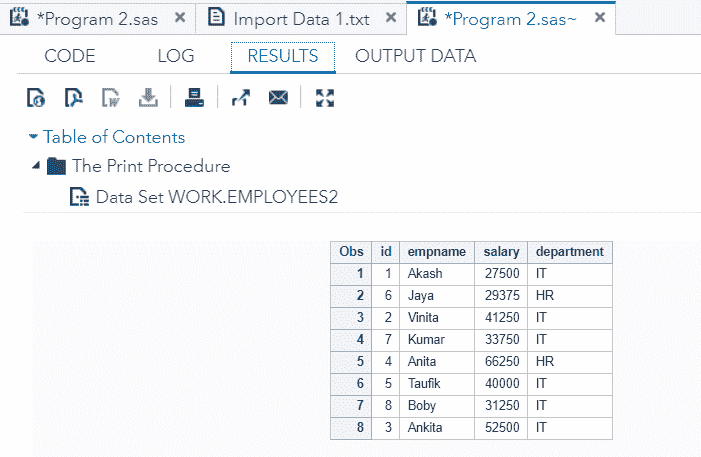 *Program 2.sas × Import Data 1.txt × *Program 2.sas~ ×
CODE LOG RESULTS OUTPUT DATA
Table of Contents
The Print Procedure
Data Set WORK.EMPLOYEES2
Obs id empname salary department
1 1 Akash 27500 IT
2 6 Jaya 29375 HR
3 2 Vinita 41250 IT
4 7 Kumar 33750 IT
5 4 Anita 66250 HR
6 5 Taufik 40000 IT
7 8 Boby 31250 IT
8 3 Ankita 52500 IT